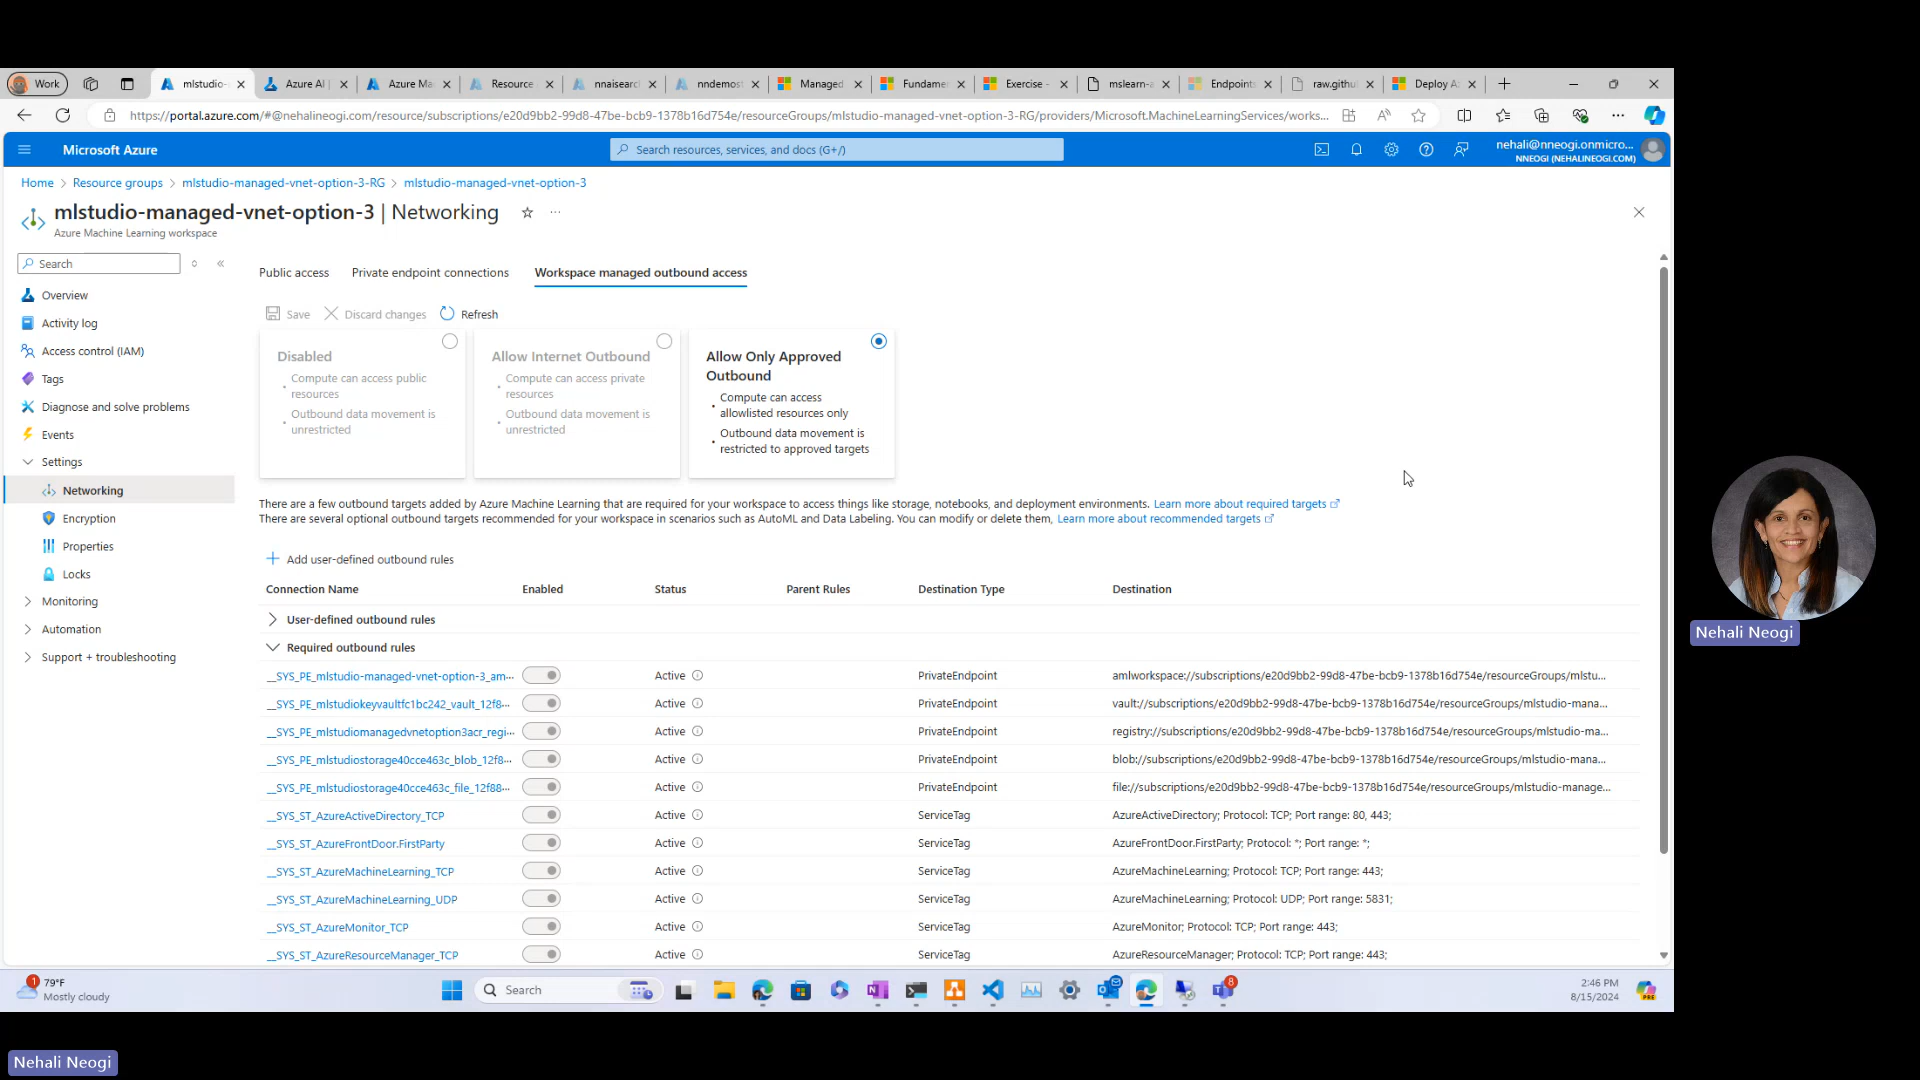 Work
mlstudio-
Azure AI |
Azure Ma
Resource
nnaisearc
nndemost
Managed
Fundame
Exercise -
mslearn-a
Endpoints
raw.githu
Deploy A
https://portal.azure.com/#@nehalineogi.com/resource/subscriptions/e20d9bb2-99d8-47be-bcb9-1378b16d754e/resourceGroups/mlstudio-managed-vnet-option-3-RG/providers/Microsoft.MachineLearningServices/works...
Microsoft Azure
Search resources, services, and docs (G+/)
nehali@nneogi.onmicro...
NNEOGI (NEHALINEOGI.COM)
Home > Resource groups > mlstudio-managed-vnet-option-3-RG > mlstudio-managed-vnet-option-3
mlstudio-managed-vnet-option-3 | Networking
Azure Machine Learning workspace
Search
Overview
Activity log
Access control (IAM)
Tags
Diagnose and solve problems
Events
Settings
Networking
Encryption
Properties
Locks
Monitoring
Automation
Support + troubleshooting
Public access
Private endpoint connections
Workspace managed outbound access
Save
Discard changes
Refresh
Disabled
Compute can access public
resources
Outbound data movement is
unrestricted
Allow Internet Outbound
Compute can access private
resources
Outbound data movement is
unrestricted
Allow Only Approved
Outbound
Compute can access
allowlisted resources only
Outbound data movement is
restricted to approved targets
There are a few outbound targets added by Azure Machine Learning that are required for your workspace to access things like storage, notebooks, and deployment environments. Learn more about required targets
There are several optional outbound targets recommended for your workspace in scenarios such as AutoML and Data Labeling. You can modify or delete them, Learn more about recommended targets
+ Add user-defined outbound rules
Connection Name Enabled Status Parent Rules Destination Type Destination
User-defined outbound rules
Required outbound rules
__SYS_PE_mlstudio-managed-vnet-option-3_am... Active PrivateEndpoint amlworkspace://subscriptions/e20d9bb2-99d8-47be-bcb9-1378b16d754e/resourceGroups/mlstu...
__SYS_PE_mlstudiokeyvaultfc1bc242_vault_12f8... Active PrivateEndpoint vault://subscriptions/e20d9bb2-99d8-47be-bcb9-1378b16d754e/resourceGroups/mlstudio-mana...
__SYS_PE_mlstudiomanagedvnetoption3acr_regi... Active PrivateEndpoint registry://subscriptions/e20d9bb2-99d8-47be-bcb9-1378b16d754e/resourceGroups/mlstudio-ma...
__SYS_PE_mlstudiostorage40cce463c_blob_12f8... Active PrivateEndpoint blob://subscriptions/e20d9bb2-99d8-47be-bcb9-1378b16d754e/resourceGroups/mlstudio-mana...
__SYS_PE_mlstudiostorage40cce463c_file_12f88... Active PrivateEndpoint file://subscriptions/e20d9bb2-99d8-47be-bcb9-1378b16d754e/resourceGroups/mlstudio-manage...
__SYS_ST_AzureActiveDirectory_TCP Active ServiceTag AzureActiveDirectory; Protocol: TCP; Port range: 80, 443;
__SYS_ST_AzureFrontDoor.FirstParty Active ServiceTag AzureFrontDoor.FirstParty; Protocol: *; Port range: *;
__SYS_ST_AzureMachineLearning_TCP Active ServiceTag AzureMachineLearning; Protocol: TCP; Port range: 443;
__SYS_ST_AzureMachineLearning_UDP Active ServiceTag AzureMachineLearning; Protocol: UDP; Port range: 5831;
__SYS_ST_AzureMonitor_TCP Active ServiceTag AzureMonitor; Protocol: TCP; Port range: 443;
__SYS_ST_AzureResourceManager_TCP Active ServiceTag AzureResourceManager; Protocol: TCP; Port range: 443;
Nehali Neogi
1
79°F
Mostly cloudy
Search
8
2:46 PM
8/15/2024
PRE
Nehali Neogi